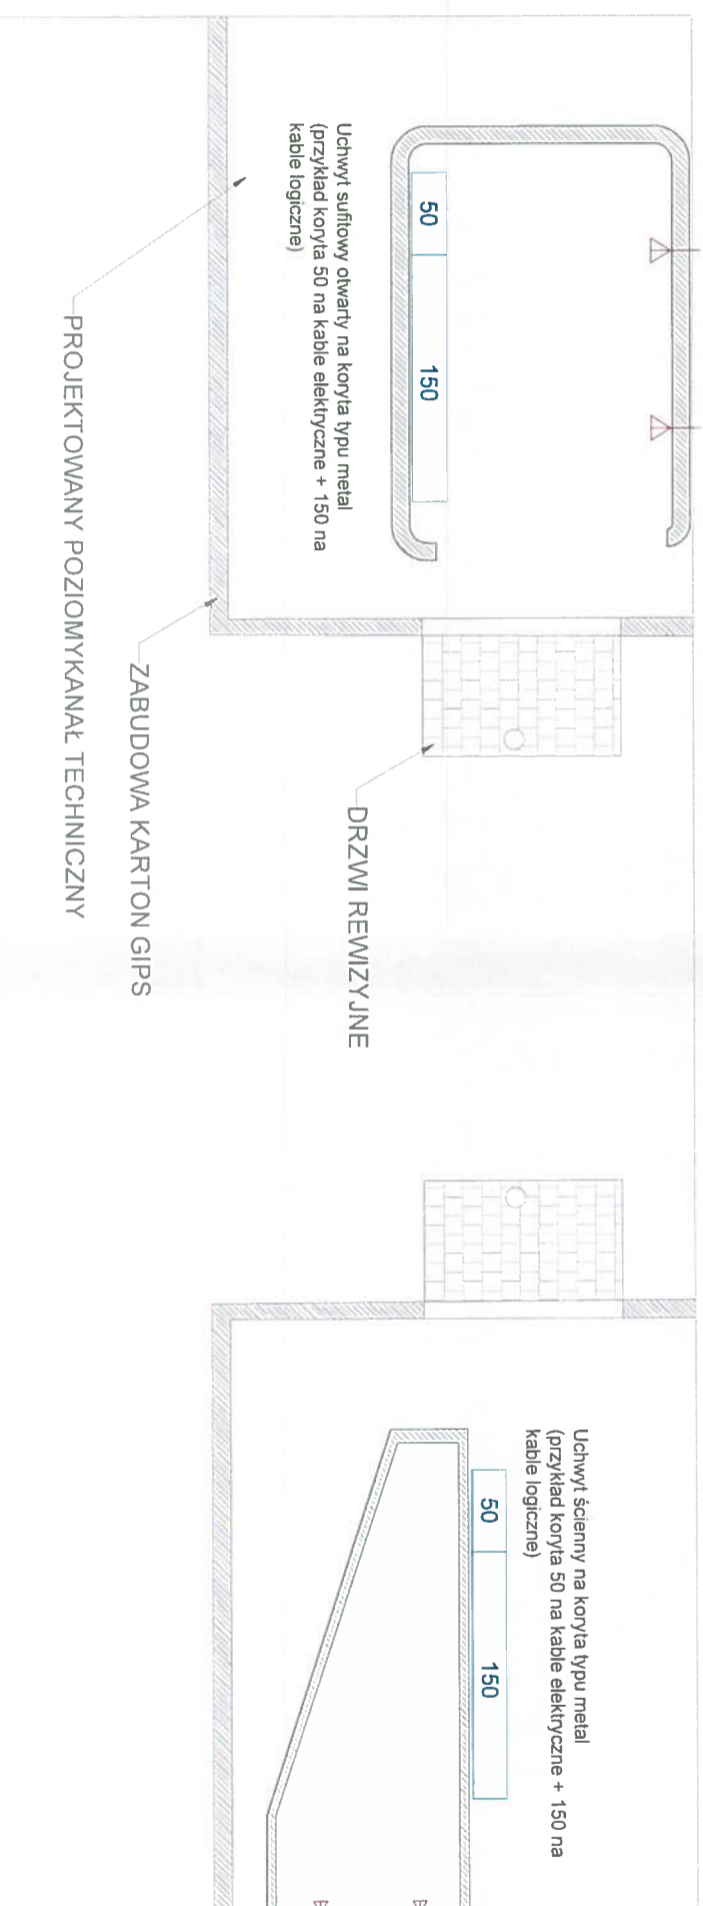 50
150
Uchwyt sufitowy otwarty na koryta typu metal
(przykład koryta 50 na kable elektryczne + 150 na
kable logiczne)
DRZWI REWIZYJNE
ZABUDOWA KARTON GIPS
PROJEKTOWANY POZIOMYKANAŁ TECHNICZNY
Uchwyt ścienny na koryta typu metal
(przykład koryta 50 na kable elektryczne + 150 na
kable logiczne)
50
150